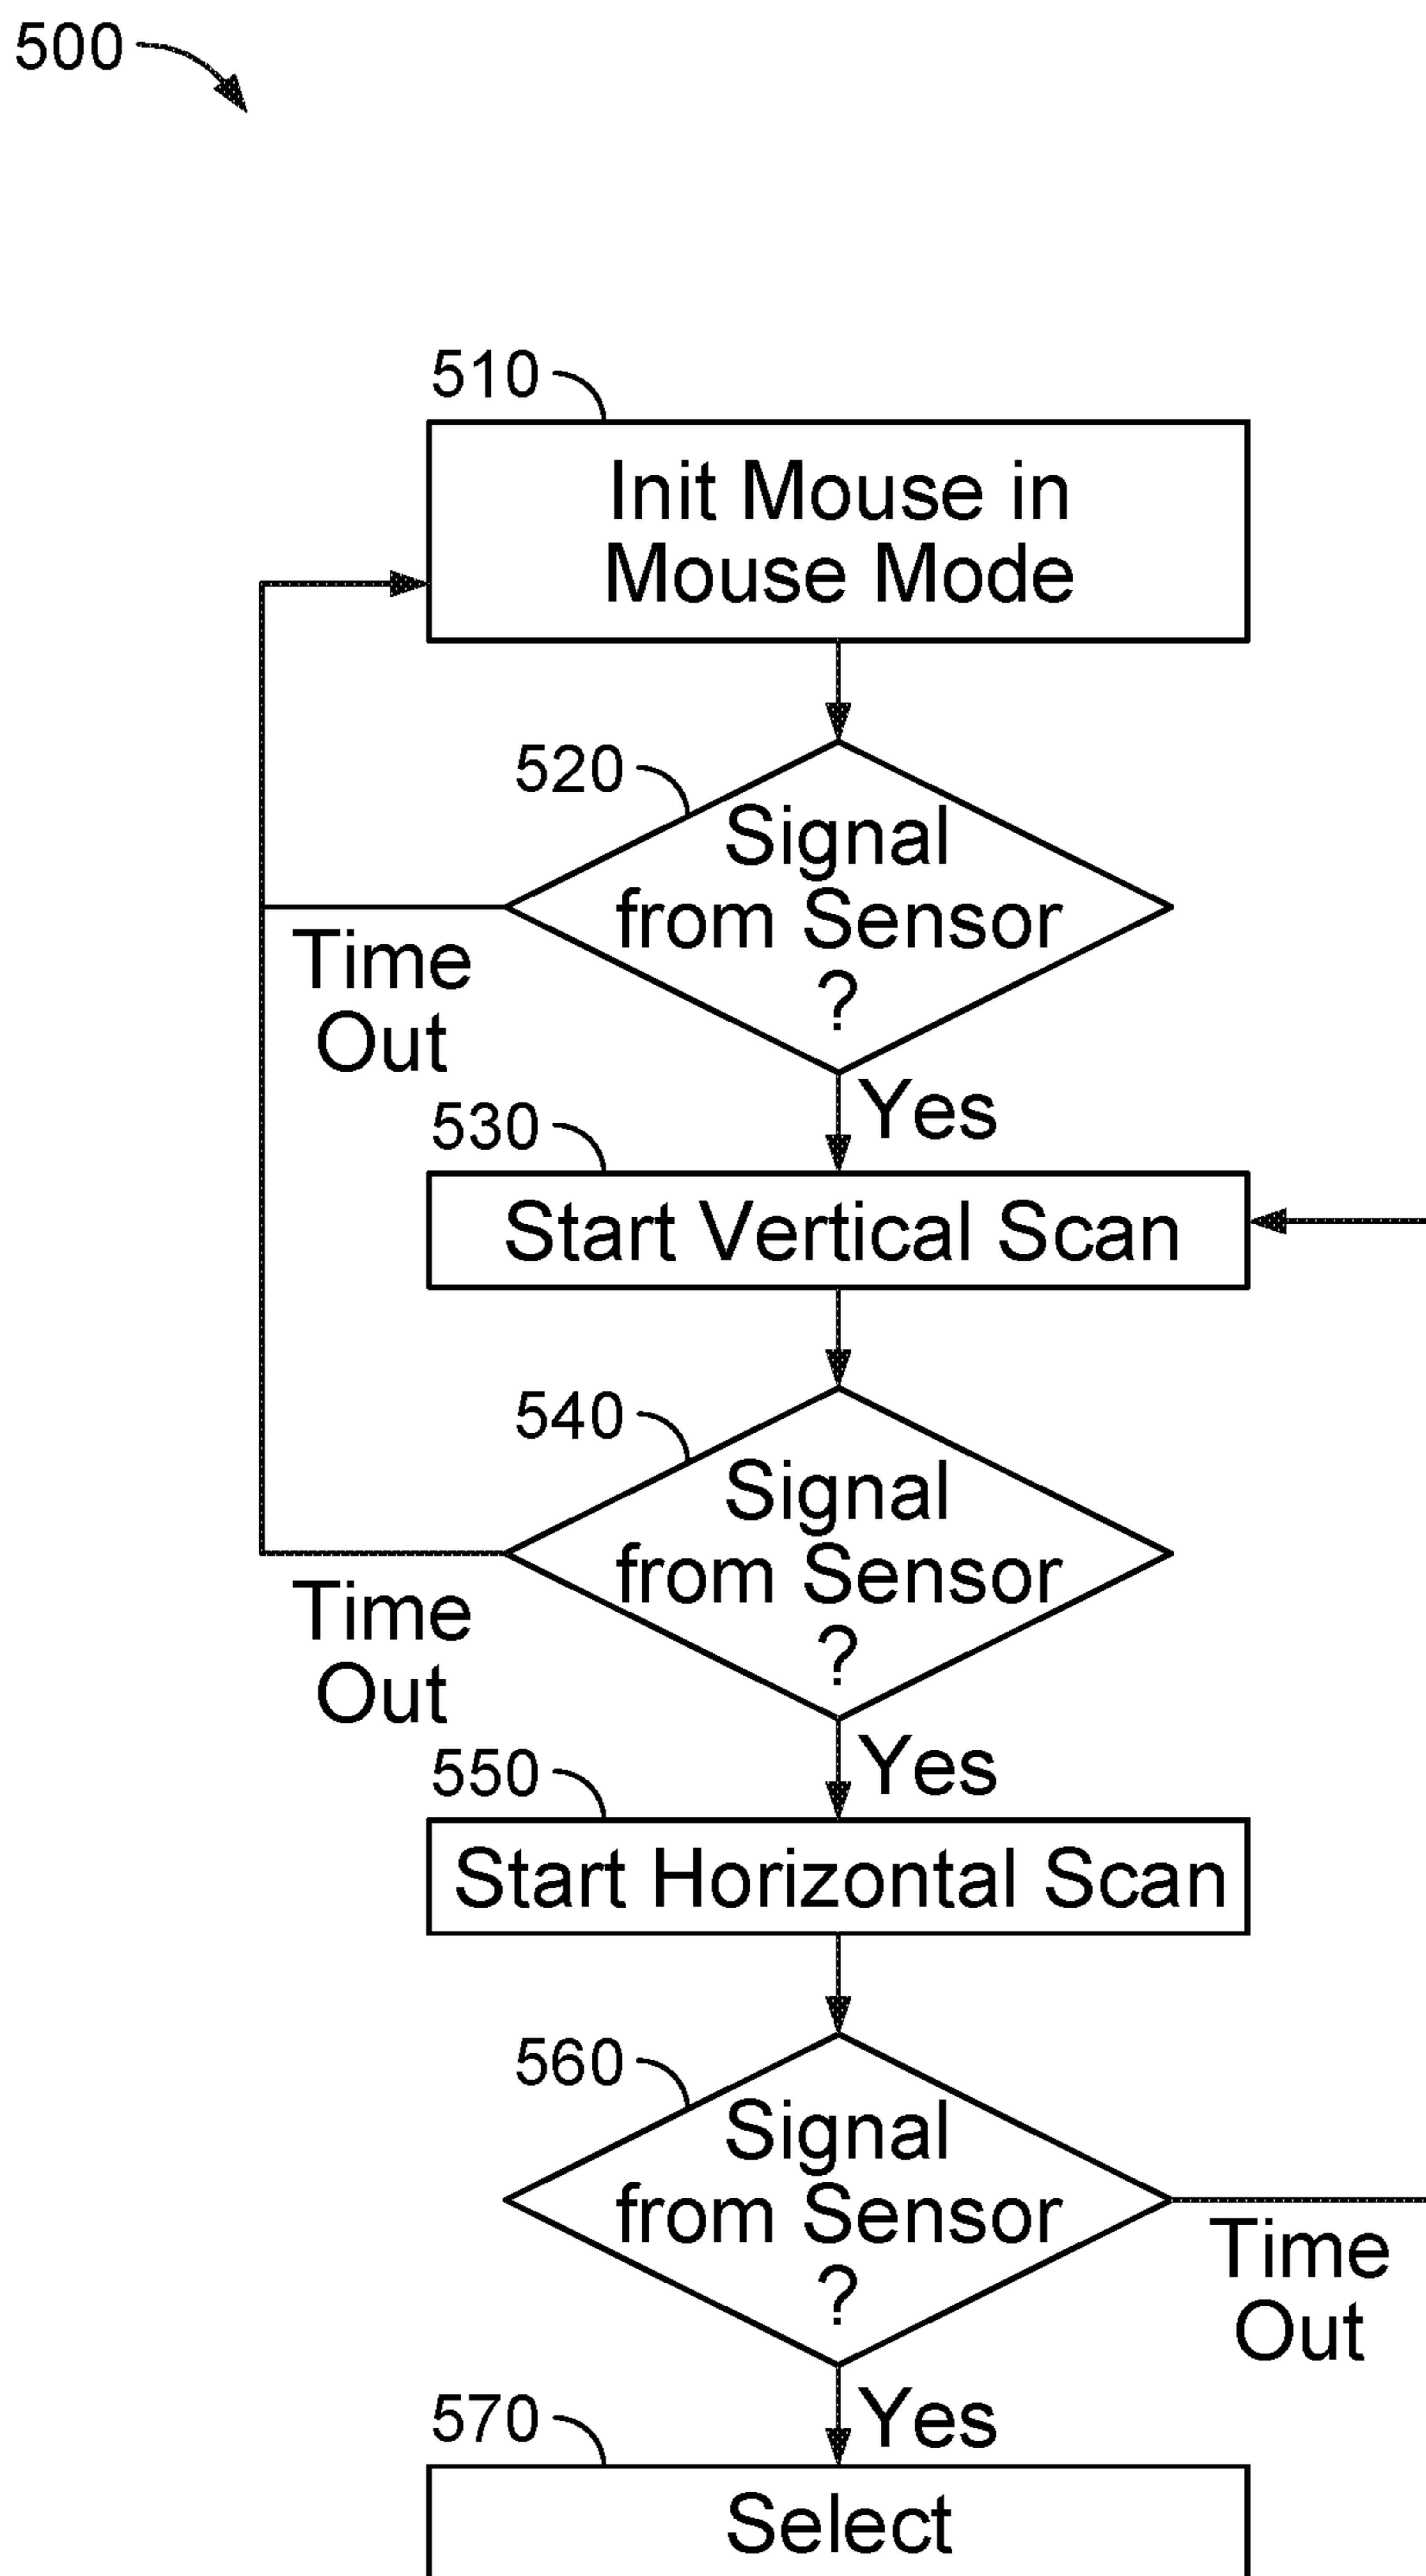 500
510
Init Mouse in
Mouse Mode
520
Signal
from Sensor
?
Time
Out
Yes
530
Start Vertical Scan
540
Signal
from Sensor
?
Time
Out
Yes
550
Start Horizontal Scan
560
Signal
from Sensor
?
Time
Out
Yes
570
Select